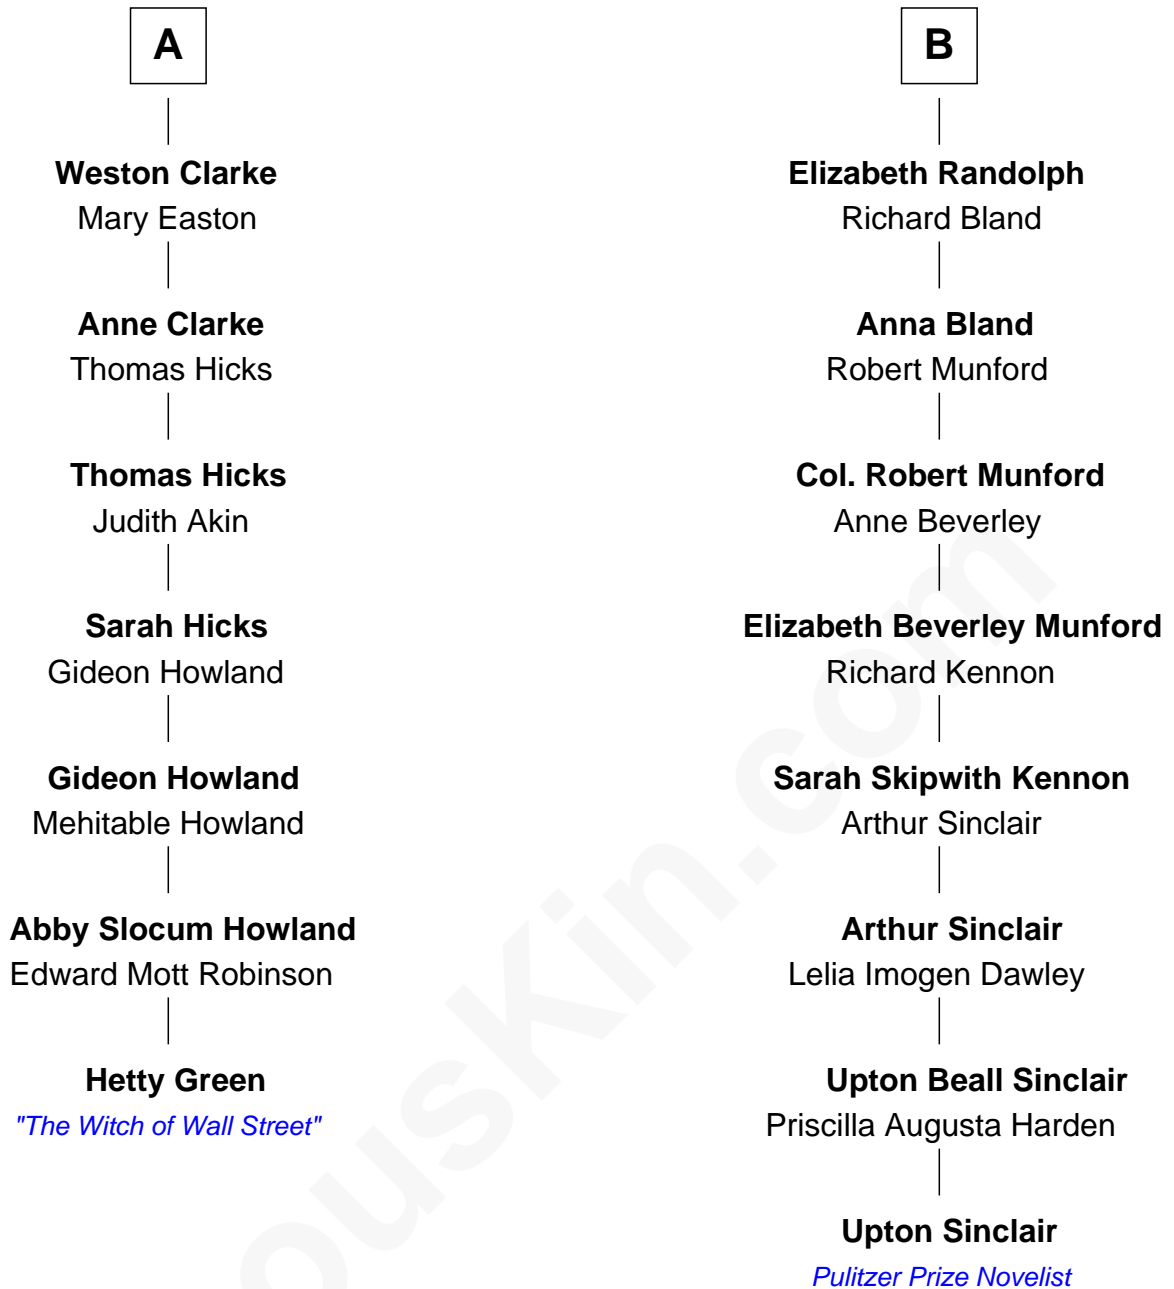 A
Weston Clarke
Mary Easton
Anne Clarke
Thomas Hicks
Thomas Hicks
Judith Akin
Sarah Hicks
Gideon Howland
Gideon Howland
Mehitable Howland
Abby Slocum Howland
Edward Mott Robinson
Hetty Green
"The Witch of Wall Street"
B
Elizabeth Randolph
Richard Bland
Anna Bland
Robert Munford
Col. Robert Munford
Anne Beverley
Elizabeth Beverley Munford
Richard Kennon
Sarah Skipwith Kennon
Arthur Sinclair
Arthur Sinclair
Lelia Imogen Dawley
Upton Beall Sinclair
Priscilla Augusta Harden
Upton Sinclair
Pulitzer Prize Novelist
ousKin.com